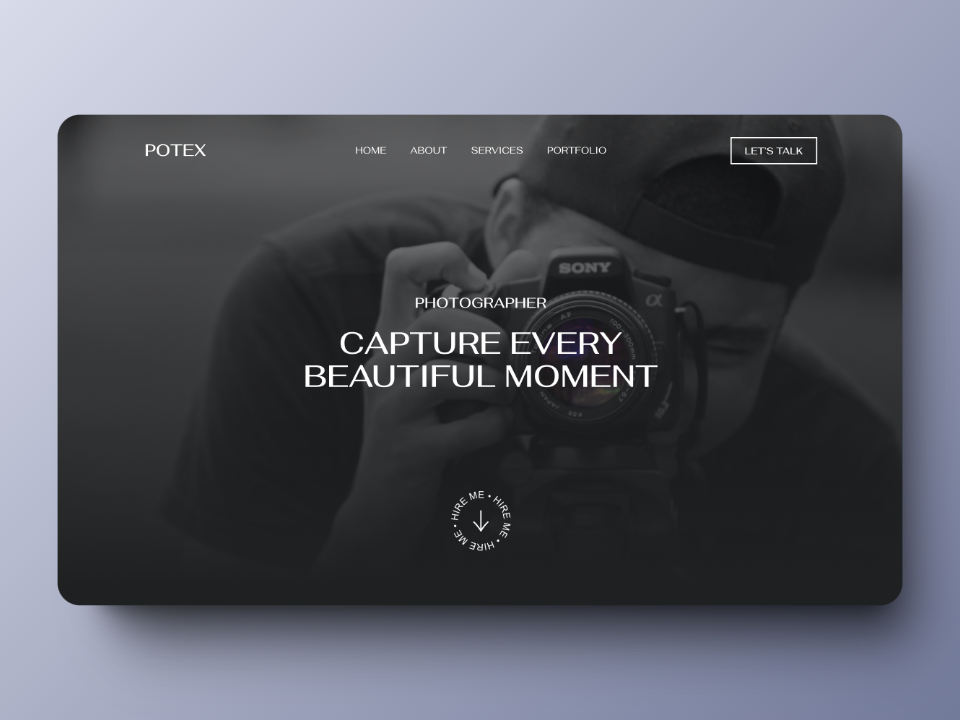 POTEX
HOME ABOUT SERVICES PORTFOLIO
LET'S TALK
SONY
α
PHOTOGRAPHER
CAPTURE EVERY
BEAUTIFUL MOMENT
HIRE ME • HIRE ME • HIRE ME •